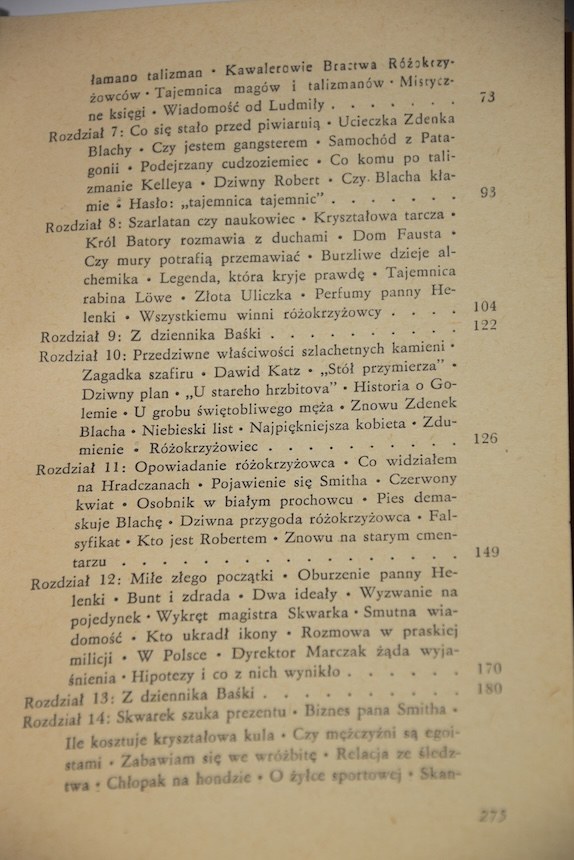 łamano talizman • Kawalerowie Bractwa Różokrzy-
żowców • Tajemnica magów i talizmanów • Mistycz-
ne księgi • Wiadomość od Ludmiły . . . . . . . 73
Rozdział 7: Co się stało przed piwiarnią • Ucieczka Zdenka
Blachy • Czy jestem gangsterem • Samochód z Pata-
gonii • Podejrzany cudzoziemiec • Co komu po tali-
zmanie Kelleya • Dziwny Robert • Czy Blacha kła-
mie • Hasło: „tajemnica tajemnic” . . . . . . . 93
Rozdział 8: Szarlatan czy naukowiec • Kryształowa tarcza •
Król Batory rozmawia z duchami • Dom Fausta •
Czy mury potrafią przemawiać • Burzliwe dzieje al-
chemika • Legenda, która kryje prawdę • Tajemnica
rabina Löwe • Złota Uliczka • Perfumy panny He-
lenki • Wszystkiemu winni różokrzyżowcy . . . . 104
Rozdział 9: Z dziennika Baśki . . . . . . . . . . 122
Rozdział 10: Przedziwne właściwości szlachetnych kamieni •
Zagadka szafiru • Dawid Katz • „Stół przymierza” •
Dziwny plan • „U stareho hrzbitova” • Historia o Go-
lemie • U grobu świętobliwego męża • Znowu Zdenek
Blacha • Niebieski list • Najpiękniejsza kobieta • Zdu-
mienie • Różokrzyżowiec . . . . . . . . . . 126
Rozdział 11: Opowiadanie różokrzyżowca • Co widziałem
na Hradczanach • Pojawienie się Smitha • Czerwony
kwiat • Osobnik w białym prochowcu • Pies dema-
skuje Blachę • Dziwna przygoda różokrzyżowca • Fal-
syfikat • Kto jest Robertem • Znowu na starym cmen-
tarzu . . . . . . . . . . . . . . . . 149
Rozdział 12: Miłe złego początki • Oburzenie panny He-
lenki • Bunt i zdrada • Dwa ideały • Wyzwanie na
pojedynek • Wykręt magistra Skwarka • Smutna wia-
domość • Kto ukradł ikony • Rozmowa w praskiej
milicji • W Polsce • Dyrektor Marczak żąda wyja-
śnienia • Hipotezy i co z nich wynikło . . . . . . 170
Rozdział 13: Z dziennika Baśki . . . . . . . . . . 180
Rozdział 14: Skwarek szuka prezentu • Biznes pana Smitha •
Ile kosztuje kryształowa kula • Czy mężczyźni są egoi-
stami • Zabawiam się we wróżbitę • Relacja ze śledz-
twa • Chłopak na hondzie • O żyłce sportowej • Skan-
275